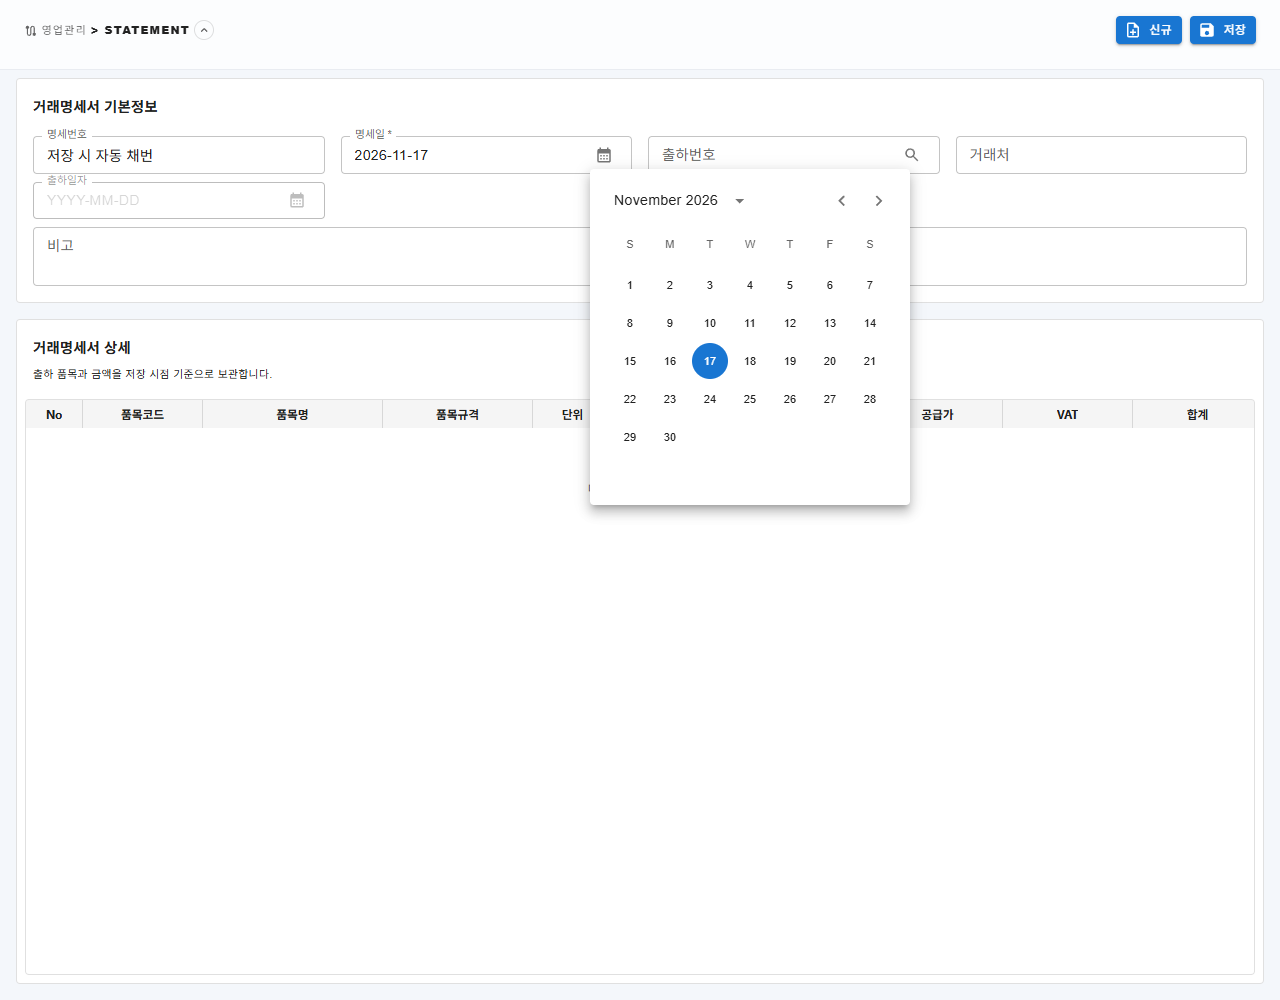 영업관리 > STATEMENT
신규
저장
거래명세서 기본정보
명세번호
저장 시 자동 채번
명세일 *
2026-11-17
출하번호
거래처
출하일자
YYYY-MM-DD
비고
November 2026
S M T W T F S
1 2 3 4 5 6 7
8 9 10 11 12 13 14
15 16 17 18 19 20 21
22 23 24 25 26 27 28
29 30
거래명세서 상세
출하 품목과 금액을 저장 시점 기준으로 보관합니다.
No 품목코드 품목명 품목규격 단위 공급가 VAT 합계